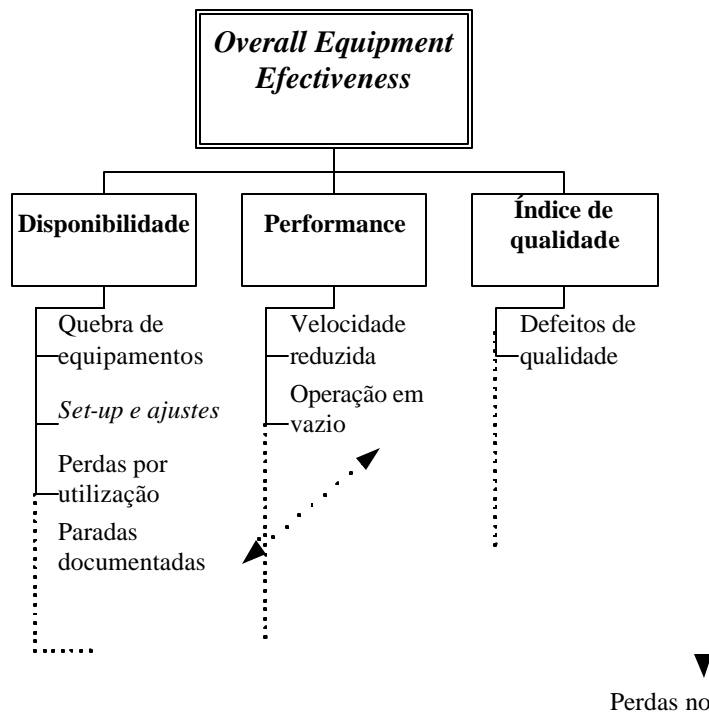 Overall Equipment
Efectiveness
Disponibilidade
Performance
Índice de
qualidade
Quebra de
equipamentos
Set-up e ajustes
Perdas por
utilização
Paradas
documentadas
Velocidade
reduzida
Operação em
vazio
Defeitos de
qualidade
Perdas no